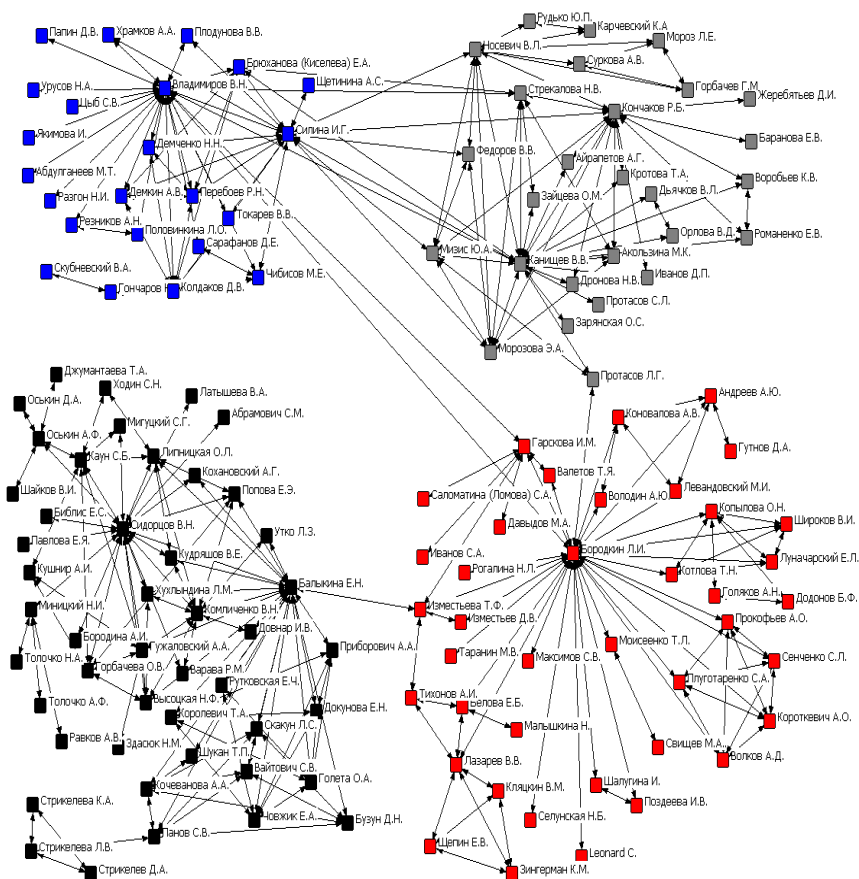 Папин Д.В.
Храмков А.А.
Плодунова В.В.
Брюханова (Киселева) Е.А.
Щетинина А.С.
Урусов Н.А.
Владимиров В.Н.
Цыб С.В.
Силина И.Г.
Якимова И.
Демченко Н.Н.
Абдулганеев М.Т.
Разгон Н.И.
Демкин А.В.
Перебоев Р.Н.
Токарев В.В.
Резников А.Н.
Половинкина Л.О.
Сарафанов Д.Е.
Скубневский В.А.
Гончаров
Колдаков Д.В.
Чибисов М.Е.
Рудько Ю.П.
Карчевский К.А
Носевич В.Л.
Мороз Л.Е.
Суркова А.В.
Горбачев Г.М
Стрекалова Н.В.
Жеребятьев Д.И.
Кончаков Р.Б.
Баранова Е.В.
Федоров В.В.
Айрапетов А.Г.
Кротова Т.А.
Воробьев К.В.
Дьячков В.Л.
Зайцева О.М.
Орлова В.Д.
Романенко Е.В.
Мизис Ю.А.
Канищев В.В.
Акользина М.К.
Иванов Д.П.
Дронова Н.В.
Протасов С.Л.
Зарянская О.С.
Морозова Э.А.
Протасов Л.Г.
Джумантаева Т.А.
Ходин С.Н.
Латышева В.А.
Оськин Д.А.
Мигуцкий С.Г.
Абрамович С.М.
Оськин А.Ф.
Каун С.Б.
Липницкая О.Л.
Кохановский А.Г.
Шайков В.И.
Попова Е.Э.
Библис Е.С.
Сидорцов В.Н.
Утко Л.З.
Павлова Е.Я.
Кудряшов В.Е.
Кушнир А.И.
Балыкина Е.Н.
Хухлындина Л.М.
Миницкий Н.И.
Комличенко В.Н.
Довнар И.В.
Бородина А.И.
Гужаловский А.А.
Приборович А.А.
Толочко Н.А.
Горбачева О.В.
Варава Р.М.
Рутковская Е.Ч.
Толочко А.Ф.
Высоцкая Н.Ф.
Королевич Т.А.
Докунова Е.Н.
Равков А.В.
Здасюк Н.М.
Скакун Л.С.
Шукан Т.П.
Вайтович С.В.
Голета О.А.
Кочеванова А.А.
Стрикелева К.А.
Новжик Е.А.
Бузун Д.Н.
Ланов С.В.
Стрикелева Л.В.
Стрикелев Д.А.
Андреев А.Ю.
Коновалова А.В.
Гарскова И.М.
Гутнов Д.А.
Валетов Т.Я.
Левандовский М.И.
Саломатина (Ломова) С.А.
Володин А.Ю.
Копылова О.Н.
Давыдов М.А.
Широков В.И.
Иванов С.А.
Бородкин Л.И.
Луначарский Е.Л.
Рогалина Н.Л.
Котлова Т.Н.
Голяков А.Н.
Додонов Б.Ф.
Изместьева Т.Ф.
Изместьев Д.В.
Прокофьев А.О.
Моисеенко Т.Л.
Таранин М.В.
Максимов С.В.
Сенченко С.Л.
Плуготаренко С.А.
Тихонов А.И.
Белова Е.Б.
Короткевич А.О.
Малышкина Н.
Свищев М.А.
Волков А.Д.
Лазарев В.В.
Шалугина И.
Кляцкин В.М.
Поздеева И.В.
Селунская Н.Б.
Щепин Е.В.
Leonard C.
Зингерман К.М.